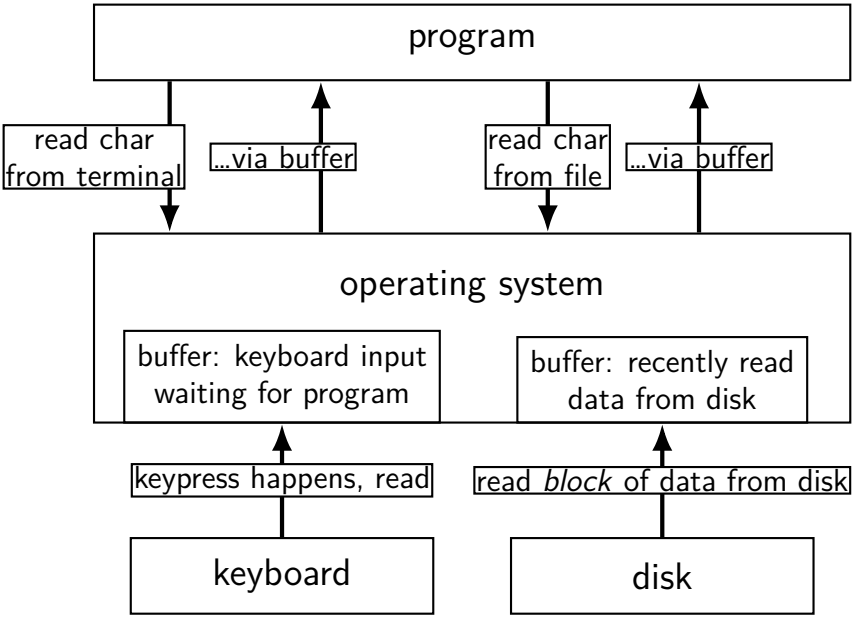 program
read char
from terminal
...via buffer
read char
from file
...via buffer
operating system
buffer: keyboard input
waiting for program
buffer: recently read
data from disk
keypress happens, read
read block of data from disk
keyboard
disk